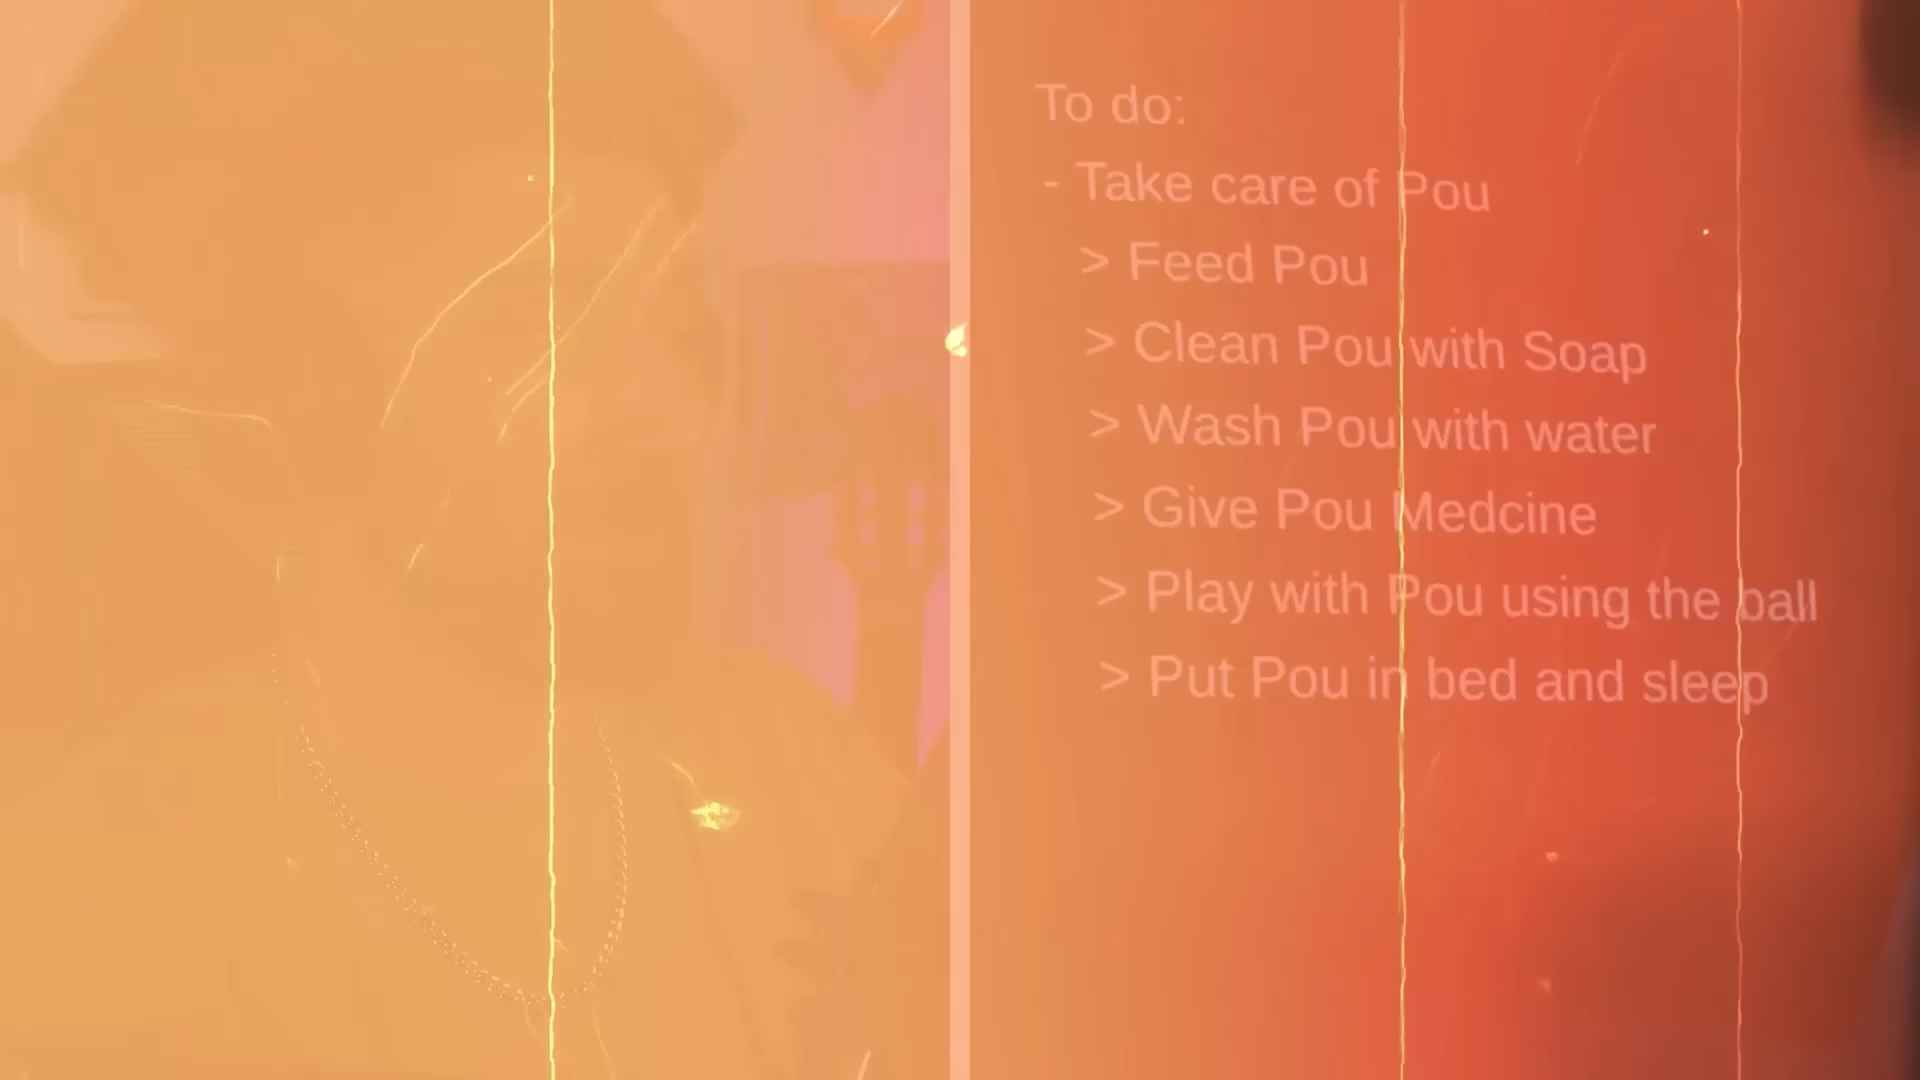 To do:
- Take care of Pou
> Feed Pou
> Clean Pou with Soap
> Wash Pou with water
> Give Pou Medcine
> Play with Pou using the ball
> Put Pou in bed and sleep